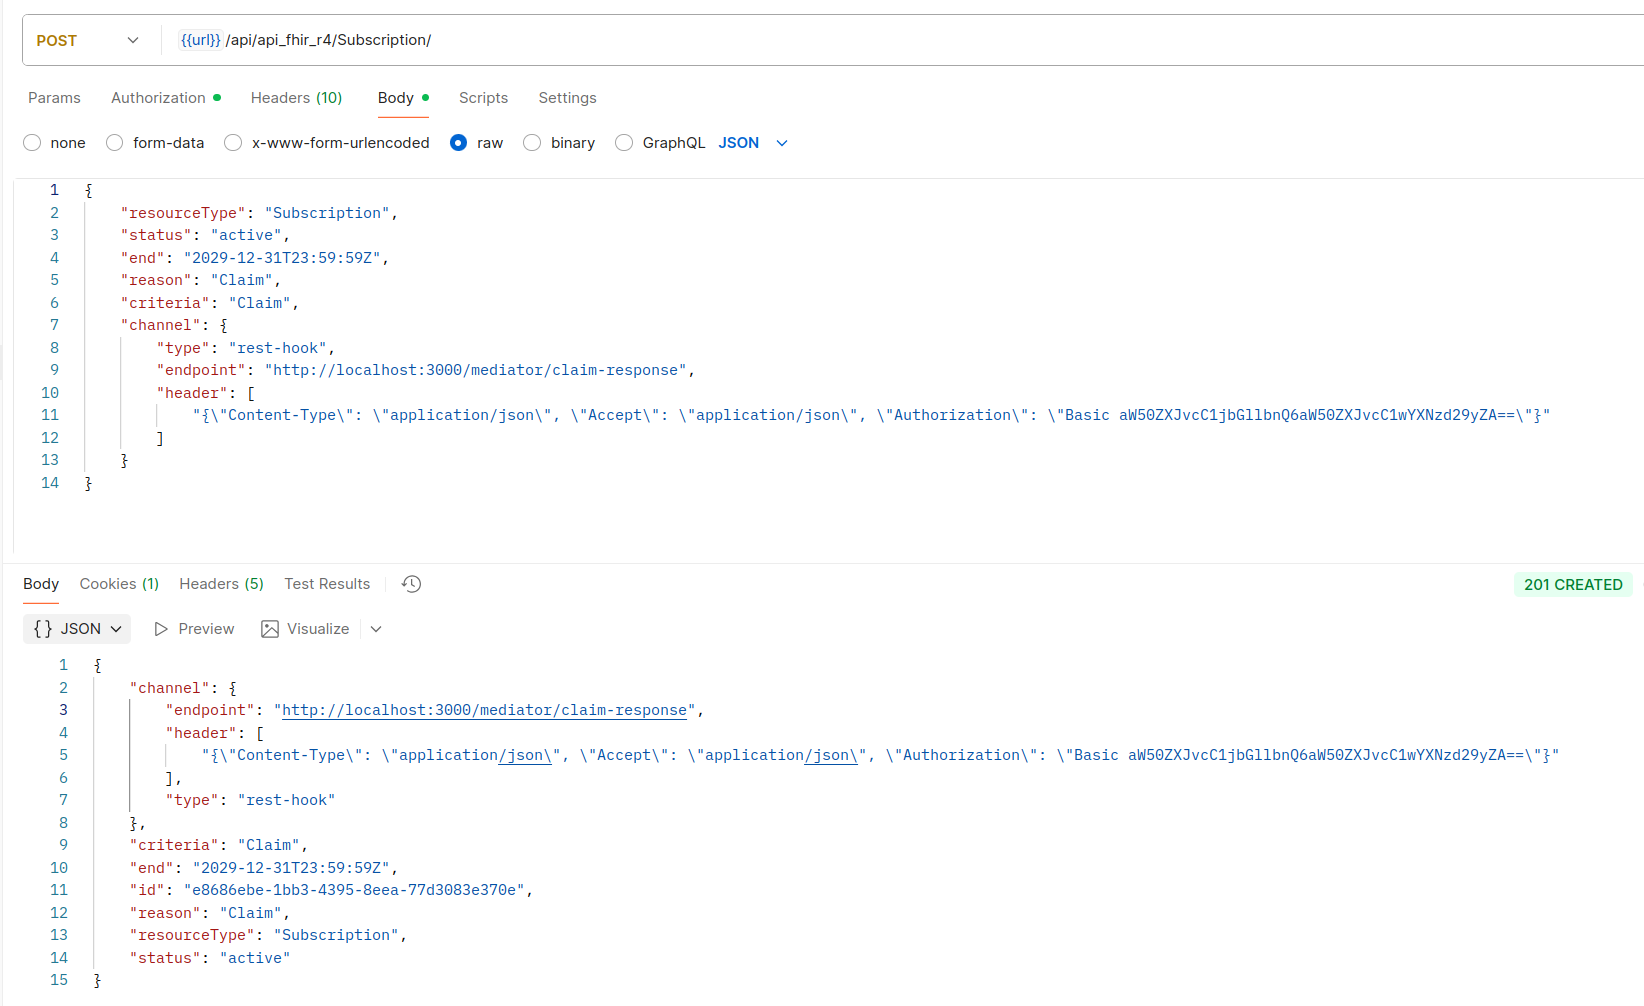 POST {{url}} /api/api_fhir_r4/Subscription/
Params Authorization Headers (10) Body Scripts Settings
none form-data x-www-form-urlencoded raw binary GraphQL JSON
1 {
2 "resourceType": "Subscription",
3 "status": "active",
4 "end": "2029-12-31T23:59:59Z",
5 "reason": "Claim",
6 "criteria": "Claim",
7 "channel": {
8 "type": "rest-hook",
9 "endpoint": "http://localhost:3000/mediator/claim-response",
10 "header": [
11 "{\"Content-Type\": \"application/json\", \"Accept\": \"application/json\", \"Authorization\": \"Basic aW50ZXJvcC1jbGllbnQ6aW50ZXJvcC1wYXNzd29yZA==\"}"
12 ]
13 }
14 }
Body Cookies (1) Headers (5) Test Results 201 CREATED
{} JSON Preview Visualize
1 {
2 "channel": {
3 "endpoint": "http://localhost:3000/mediator/claim-response",
4 "header": [
5 "{\"Content-Type\": \"application/json\", \"Accept\": \"application/json\", \"Authorization\": \"Basic aW50ZXJvcC1jbGllbnQ6aW50ZXJvcC1wYXNzd29yZA==\"}"
6 ],
7 "type": "rest-hook"
8 },
9 "criteria": "Claim",
10 "end": "2029-12-31T23:59:59Z",
11 "id": "e8686ebe-1bb3-4395-8eea-77d3083e370e",
12 "reason": "Claim",
13 "resourceType": "Subscription",
14 "status": "active"
15 }